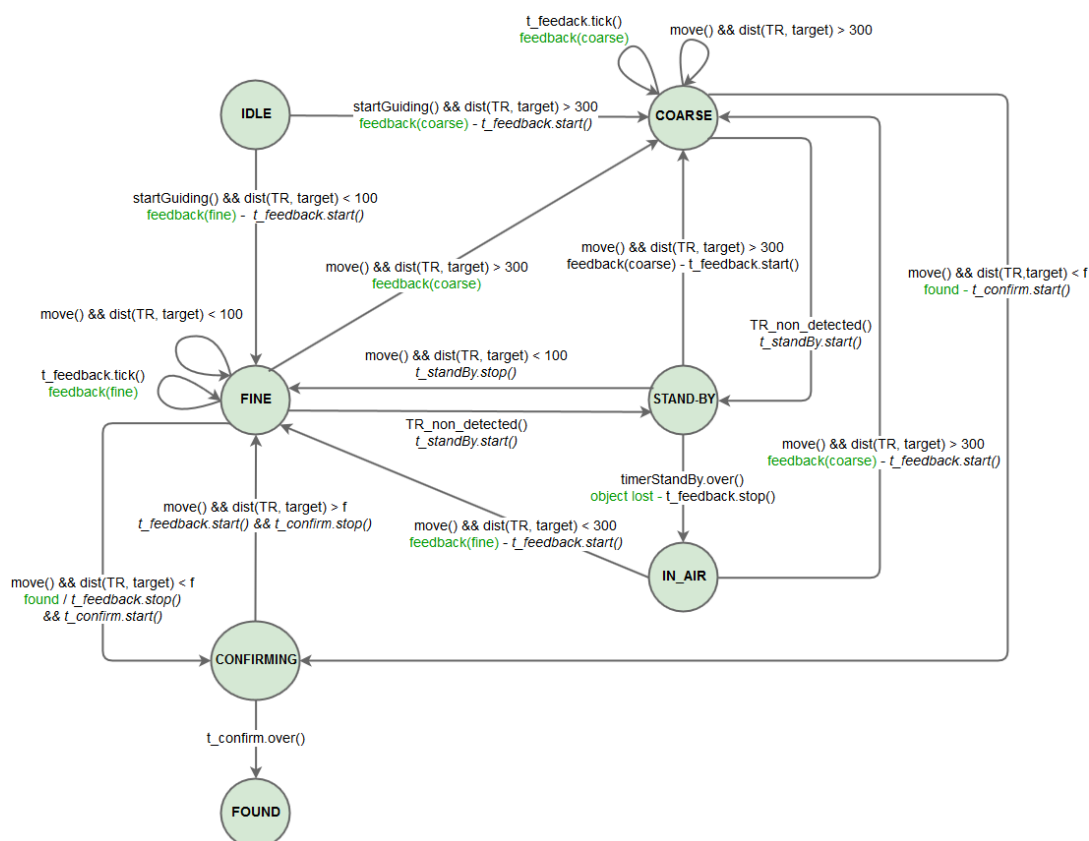 t_feedack.tick()
feedback(coarse)
move() && dist(TR, target) > 300
IDLE
startGuiding() && dist(TR, target) > 300
feedback(coarse) - t_feedback.start()
COARSE
startGuiding() && dist(TR, target) < 100
feedback(fine) - t_feedback.start()
move() && dist(TR, target) > 300
feedback(coarse)
move() && dist(TR, target) > 300
feedback(coarse) - t_feedback.start()
move() && dist(TR,target) < f
found - t_confirm.start()
move() && dist(TR, target) < 100
TR_non_detected()
t_standBy.start()
t_feedback.tick()
feedback(fine)
FINE
move() && dist(TR, target) < 100
t_standBy.stop()
STAND-BY
TR_non_detected()
t_standBy.start()
move() && dist(TR, target) > 300
feedback(coarse) - t_feedback.start()
timerStandBy.over()
object lost - t_feedback.stop()
move() && dist(TR, target) > f
t_feedback.start() && t_confirm.stop()
move() && dist(TR, target) < 300
feedback(fine) - t_feedback.start()
IN_AIR
move() && dist(TR, target) < f
found / t_feedback.stop()
&& t_confirm.start()
CONFIRMING
t_confirm.over()
FOUND